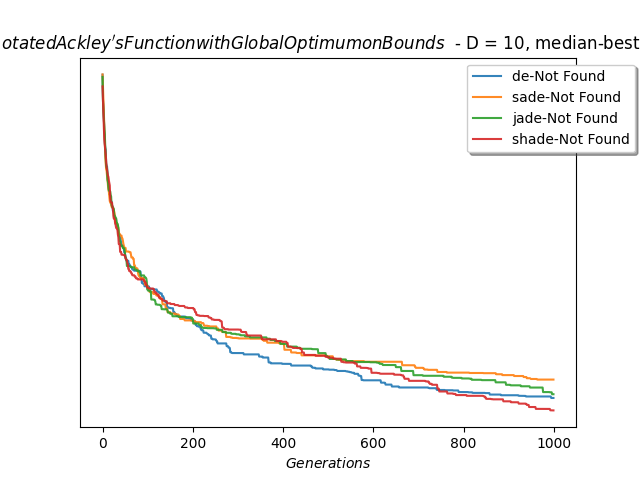 otatedAckley'sFunctionwithGlobalOptimumonBounds - D = 10, median-best
de-Not Found
sade-Not Found
jade-Not Found
shade-Not Found
0 200 400 600 800 1000
Generations